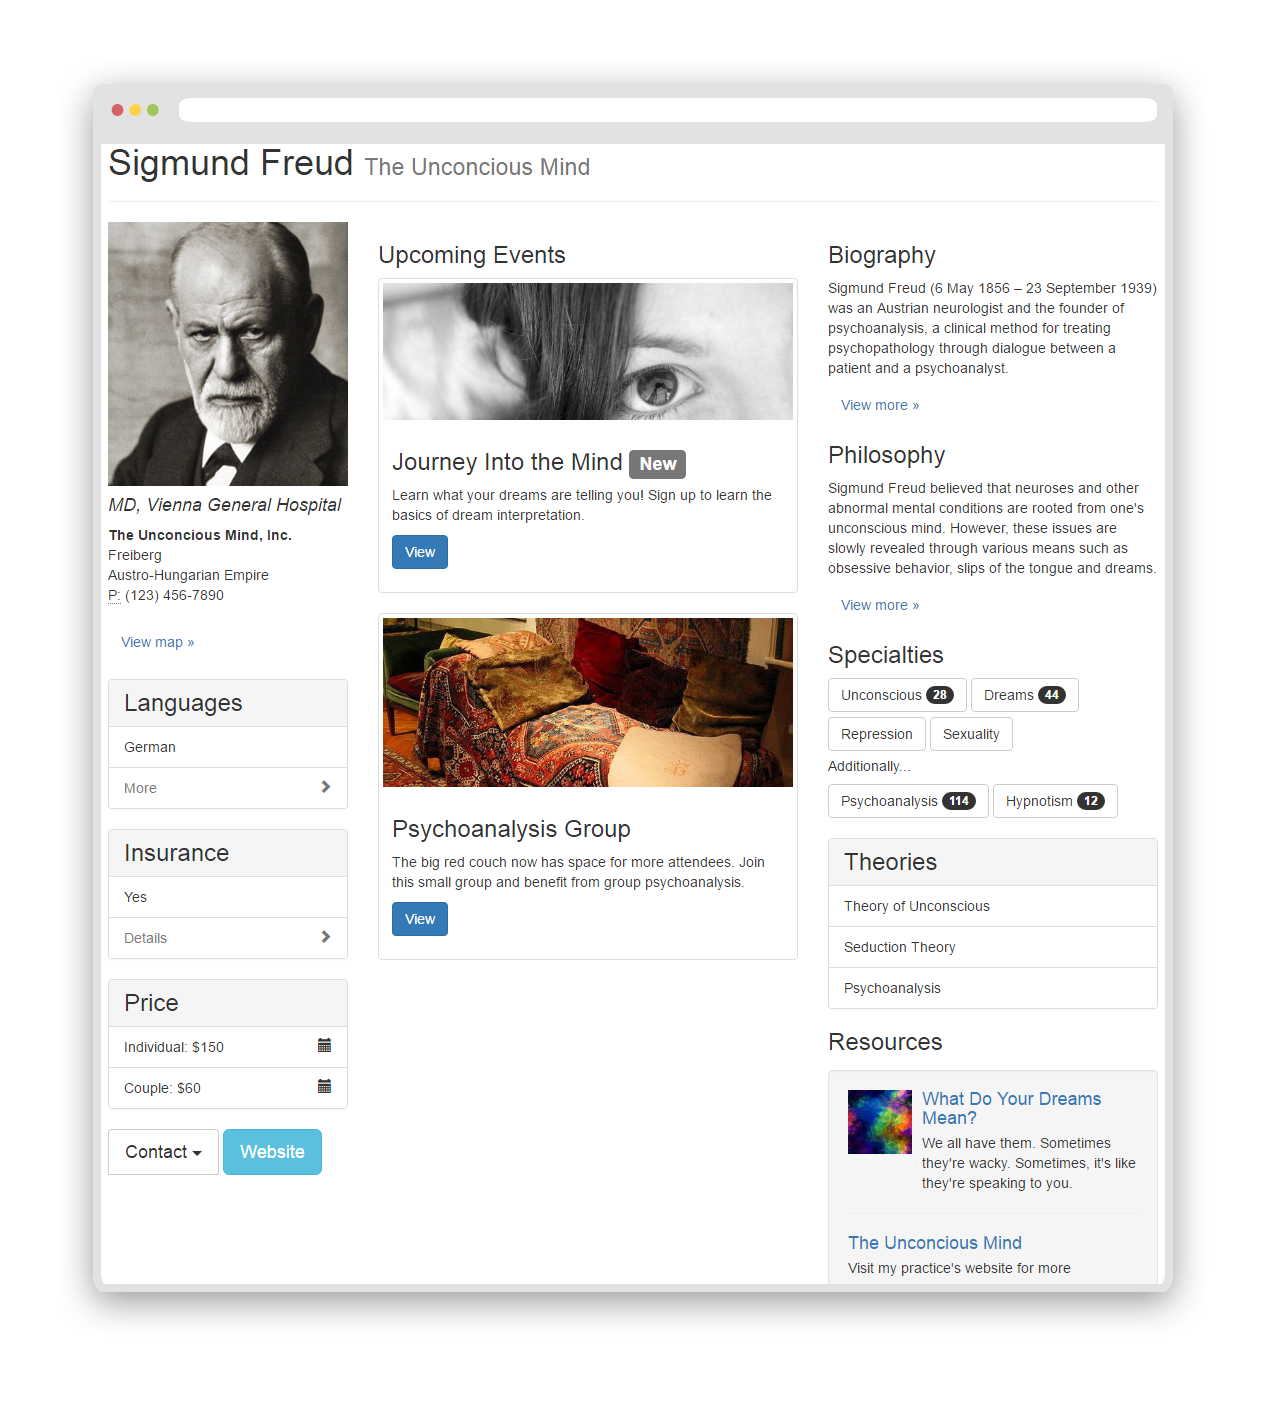 Sigmund Freud The Unconcious Mind
MD, Vienna General Hospital
The Unconcious Mind, Inc.
Freiberg
Austro-Hungarian Empire
P: (123) 456-7890
View map »
Languages
German
More
Insurance
Yes
Details
Price
Individual: $150
Couple: $60
Contact
Website
Upcoming Events
Journey Into the Mind New
Learn what your dreams are telling you! Sign up to learn the
basics of dream interpretation.
View
Psychoanalysis Group
The big red couch now has space for more attendees. Join
this small group and benefit from group psychoanalysis.
View
Biography
Sigmund Freud (6 May 1856 – 23 September 1939)
was an Austrian neurologist and the founder of
psychoanalysis, a clinical method for treating
psychopathology through dialogue between a
patient and a psychoanalyst.
View more »
Philosophy
Sigmund Freud believed that neuroses and other
abnormal mental conditions are rooted from one's
unconscious mind. However, these issues are
slowly revealed through various means such as
obsessive behavior, slips of the tongue and dreams.
View more »
Specialties
Unconscious 28 Dreams 44
Repression Sexuality
Additionally...
Psychoanalysis 114 Hypnotism 12
Theories
Theory of Unconscious
Seduction Theory
Psychoanalysis
Resources
What Do Your Dreams
Mean?
We all have them. Sometimes
they're wacky. Sometimes, it's like
they're speaking to you.
The Unconcious Mind
Visit my practice's website for more